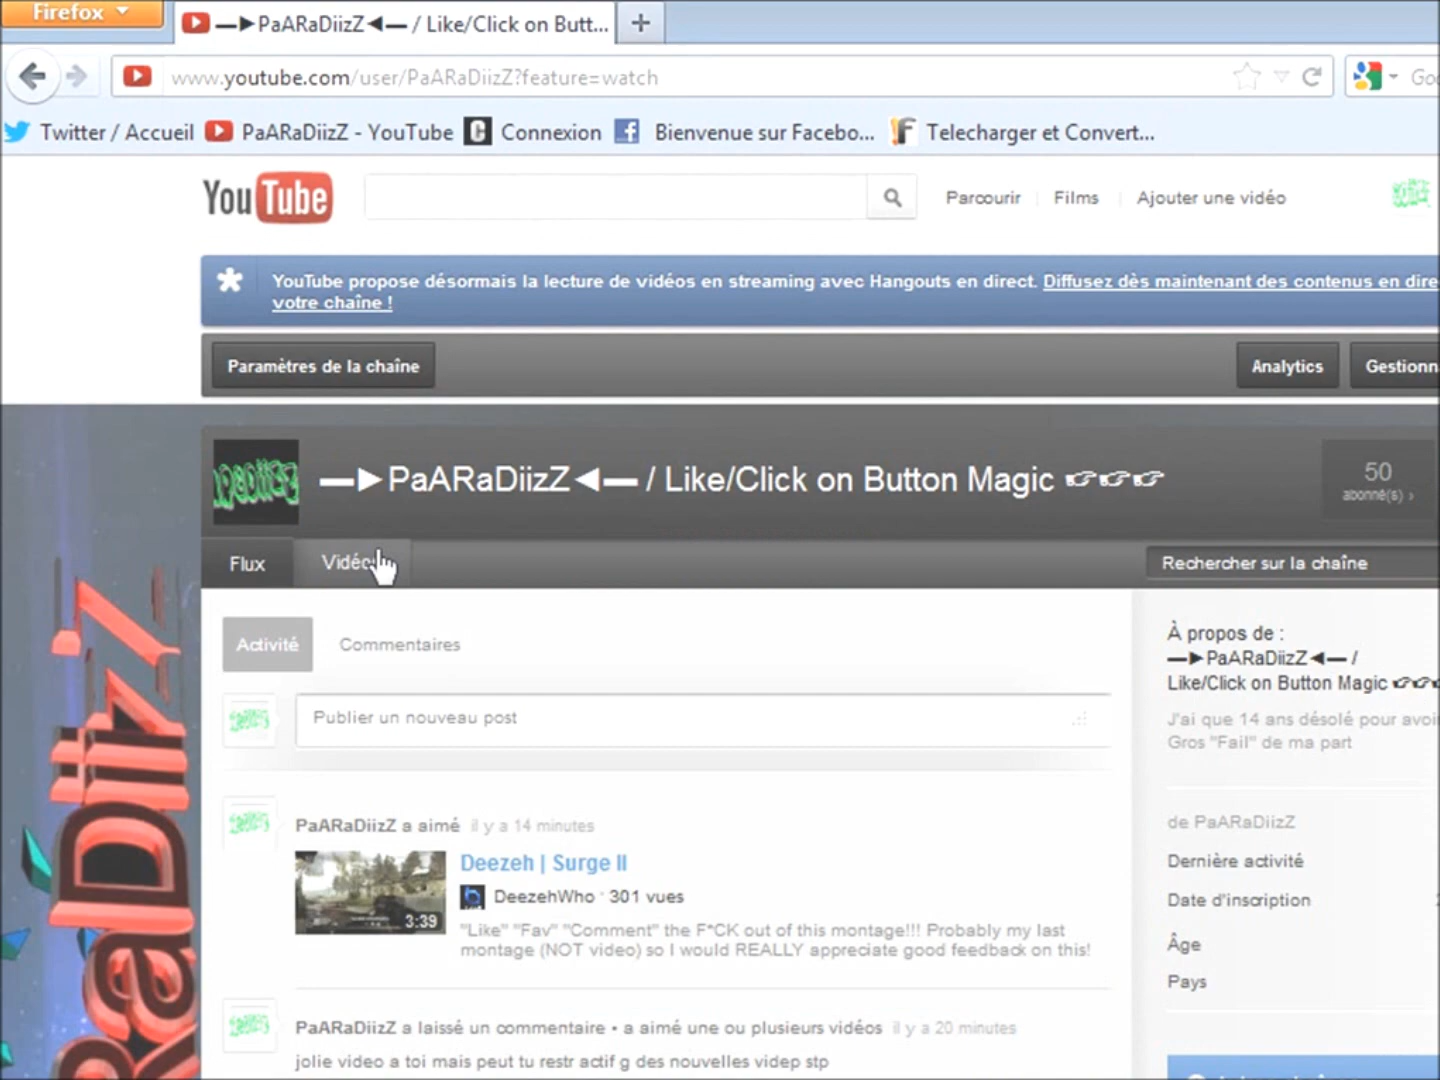 Firefox
PaARaDiizZ / Like/Click on Butt...
www.youtube.com/user/PaARaDiizZ?feature=watch
Twitter / Accueil
PaARaDiizZ - YouTube
Connexion
Bienvenue sur Facebo...
Telecharger et Convert...
YouTube
Parcourir
Films
Ajouter une vidéo
YouTube propose désormais la lecture de vidéos en streaming avec Hangouts en direct. Diffusez dès maintenant des contenus en dire
votre chaîne !
Paramètres de la chaîne
Analytics
Gestionn
━►PaARaDiizZ◄━ / Like/Click on Button Magic ☞☞☞
50
abonné(s) ›
Flux
Rechercher sur la chaîne
Activité
Commentaires
Publier un nouveau post
PaARaDiizZ a aimé il y a 14 minutes
Deezeh | Surge II
DeezehWho · 301 vues
3:39
"Like" "Fav" "Comment" the F*CK out of this montage!!! Probably my last
montage (NOT video) so I would REALLY appreciate good feedback on this!
PaARaDiizZ a laissé un commentaire • a aimé une ou plusieurs vidéos il y a 20 minutes
jolie video a toi mais peut tu restr actif g des nouvelles videp stp
À propos de :
━►PaARaDiizZ◄━ /
Like/Click on Button Magic ☞☞
J'ai que 14 ans désolé pour avoi
Gros "Fail" de ma part
de PaARaDiizZ
Dernière activité
Date d'inscription
Âge
Pays